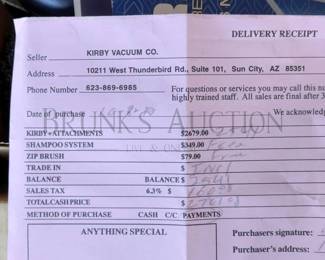 DELIVERY RECEIPT
Seller KIRBY VACUUM CO.
Address 10211 West Thunderbird Rd., Suite 101, Sun City, AZ 85351
Phone Number 623-869-6985
For questions or services you may call this nu
highly trained staff. All sales are final after 3
Date of purchase
We acknowledg
BRUNK'S AUCTION
KIRBY+ATTACHMENTS $2679.00
SHAMPOO SYSTEM $349.00
LIVE & ON
ZIP BRUSH $79.00
TRADE IN $
BALANCE BALANCE $
SALES TAX 6.3% $
TOTAL CASH PRICE $
METHOD OF PURCHASE CASH C/C PAYMENTS
ANYTHING SPECIAL
Purchasers signature:
Purchaser's address: